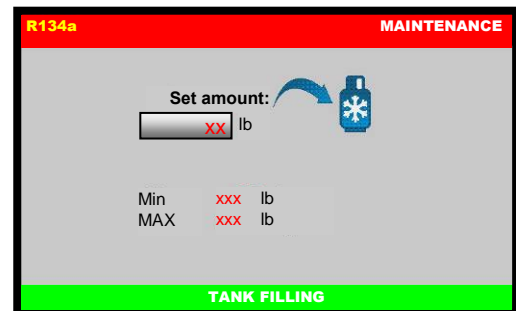 R134a MAINTENANCE
Set amount:
xx lb
Min xxx lb
MAX xxx lb
TANK FILLING